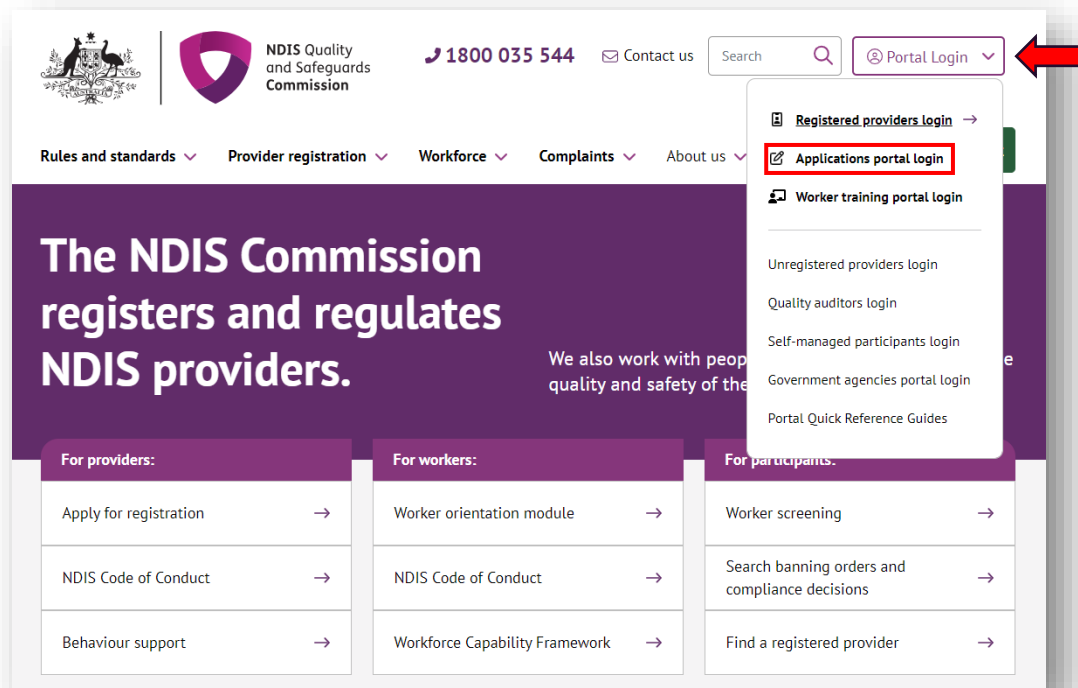 NDIS Quality
and Safeguards
Commission
1800 035 544
Contact us
Search
Portal Login
Registered providers login
Applications portal login
Worker training portal login
Unregistered providers login
Quality auditors login
Self-managed participants login
Government agencies portal login
Portal Quick Reference Guides
Rules and standards
Provider registration
Workforce
Complaints
About us
The NDIS Commission
registers and regulates
NDIS providers.
We also work with
quality and safety of
For providers:
Apply for registration
NDIS Code of Conduct
Behaviour support
For workers:
Worker orientation module
NDIS Code of Conduct
Workforce Capability Framework
For participants:
Worker screening
Search banning orders and
compliance decisions
Find a registered provider